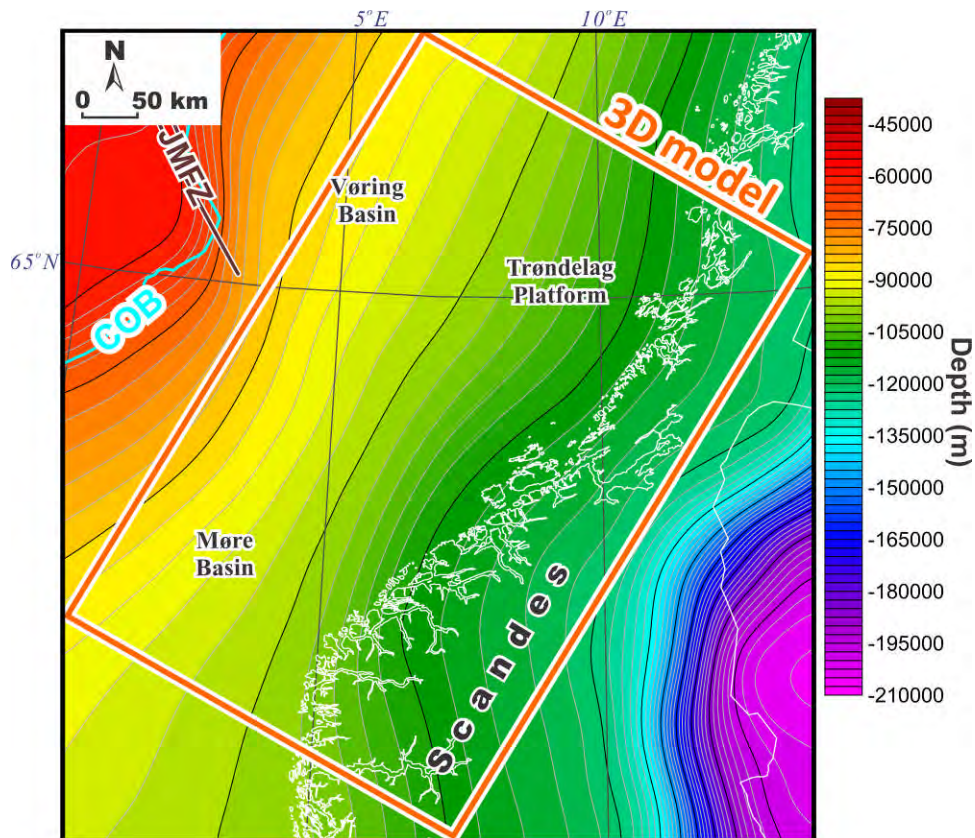 5°E
10°E
N
0 50 km
JMFZ
3D model
Vøring
Basin
65°N
Trøndelag
Platform
COB
Møre
Basin
Scandes
-45000
-60000
-75000
-90000
-105000
-120000
-135000
-150000
-165000
-180000
-195000
-210000
Depth (m)